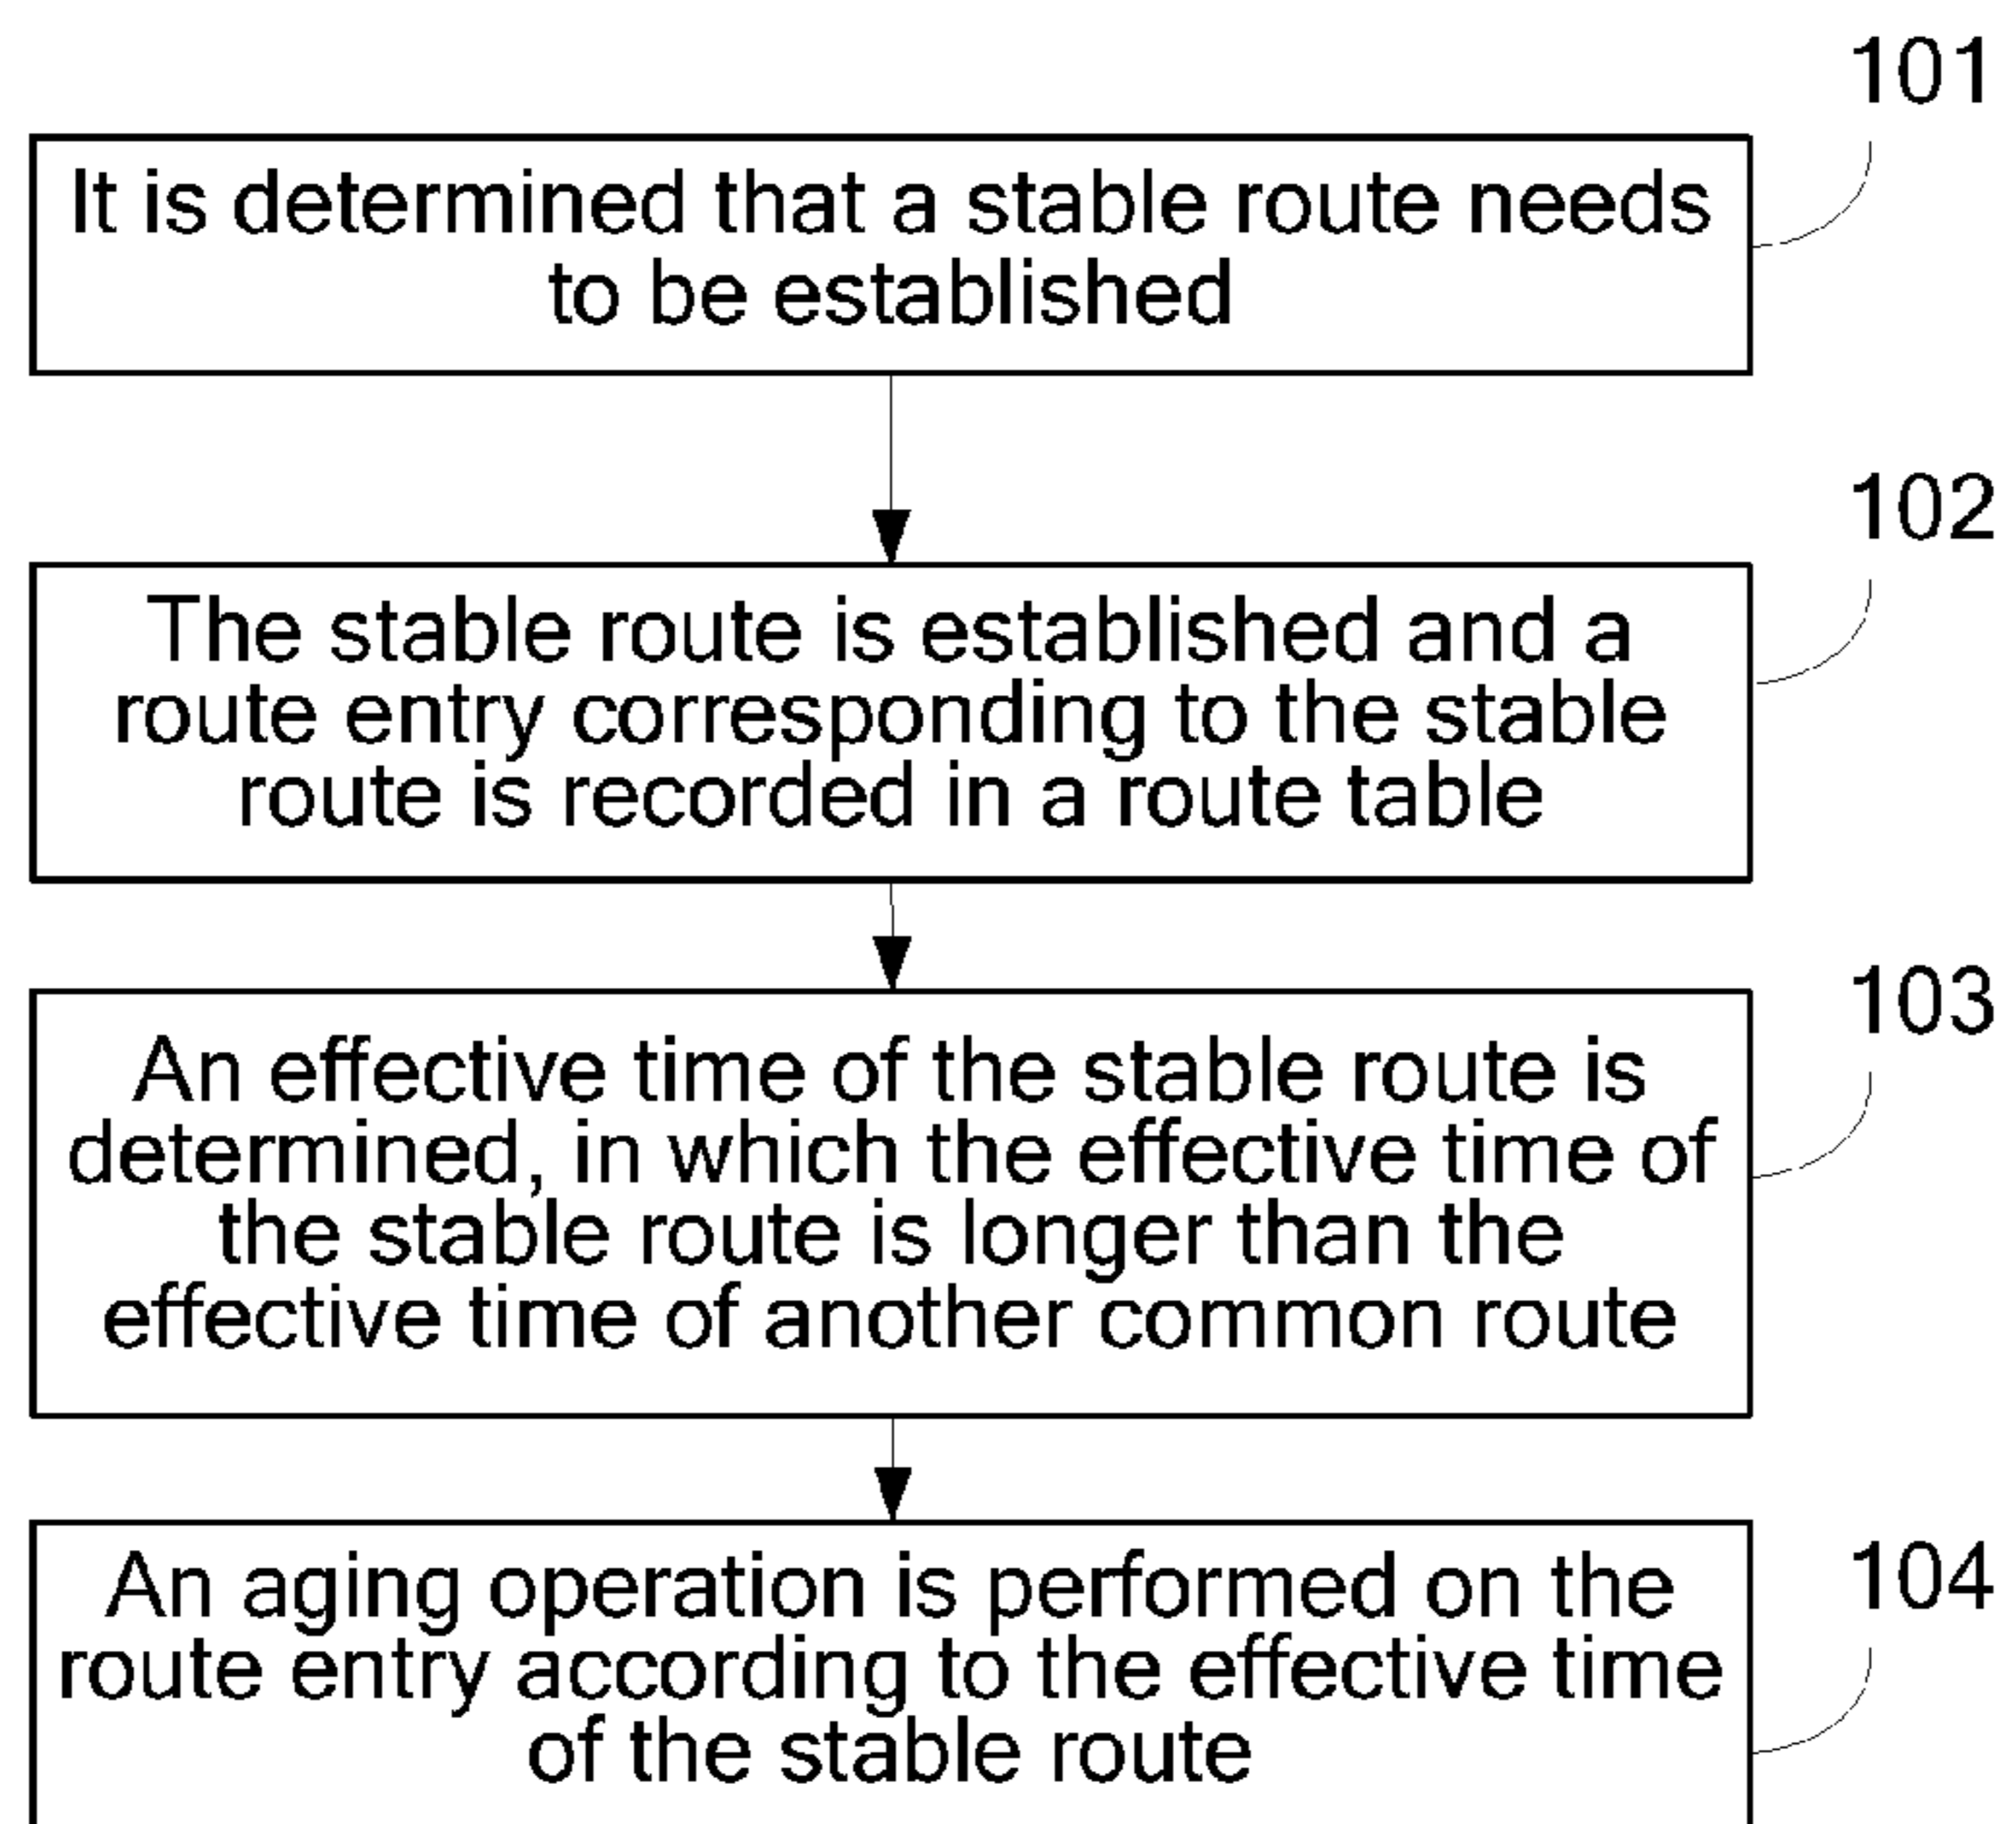 101
It is determined that a stable route needs
to be established
102
The stable route is established and a
route entry corresponding to the stable
route is recorded in a route table
103
An effective time of the stable route is
determined, in which the effective time of
the stable route is longer than the
effective time of another common route
104
An aging operation is performed on the
route entry according to the effective time
of the stable route